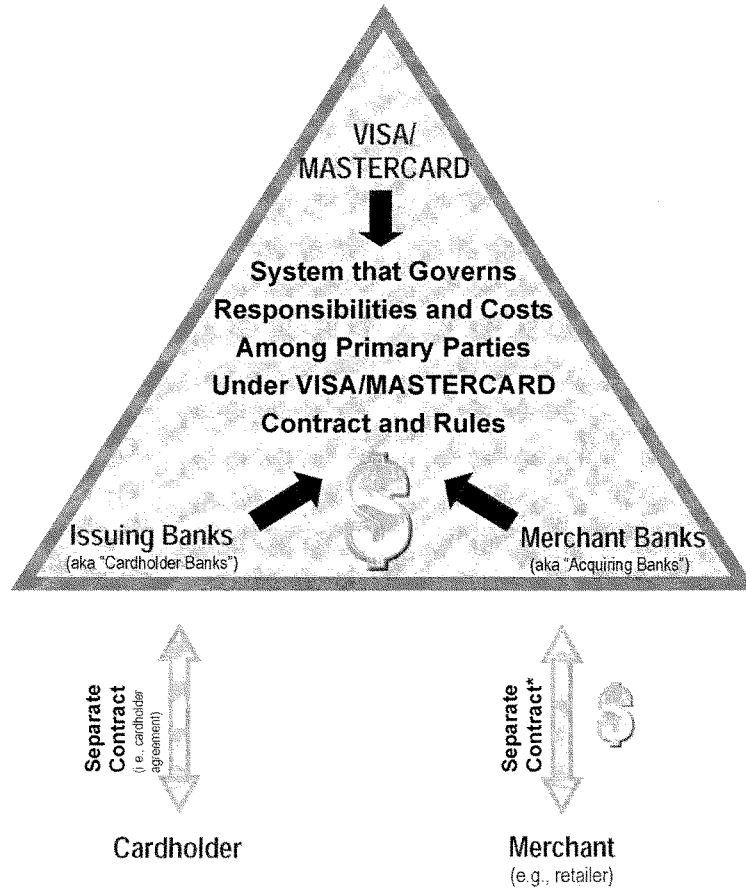 VISA/
MASTERCARD
System that Governs
Responsibilities and Costs
Among Primary Parties
Under VISA/MASTERCARD
Contract and Rules
$
Issuing Banks
(aka "Cardholder Banks")
Merchant Banks
(aka "Acquiring Banks")
Separate
Contract
(i.e., cardholder
agreement)
Separate
Contract*
$
Cardholder
Merchant
(e.g., retailer)